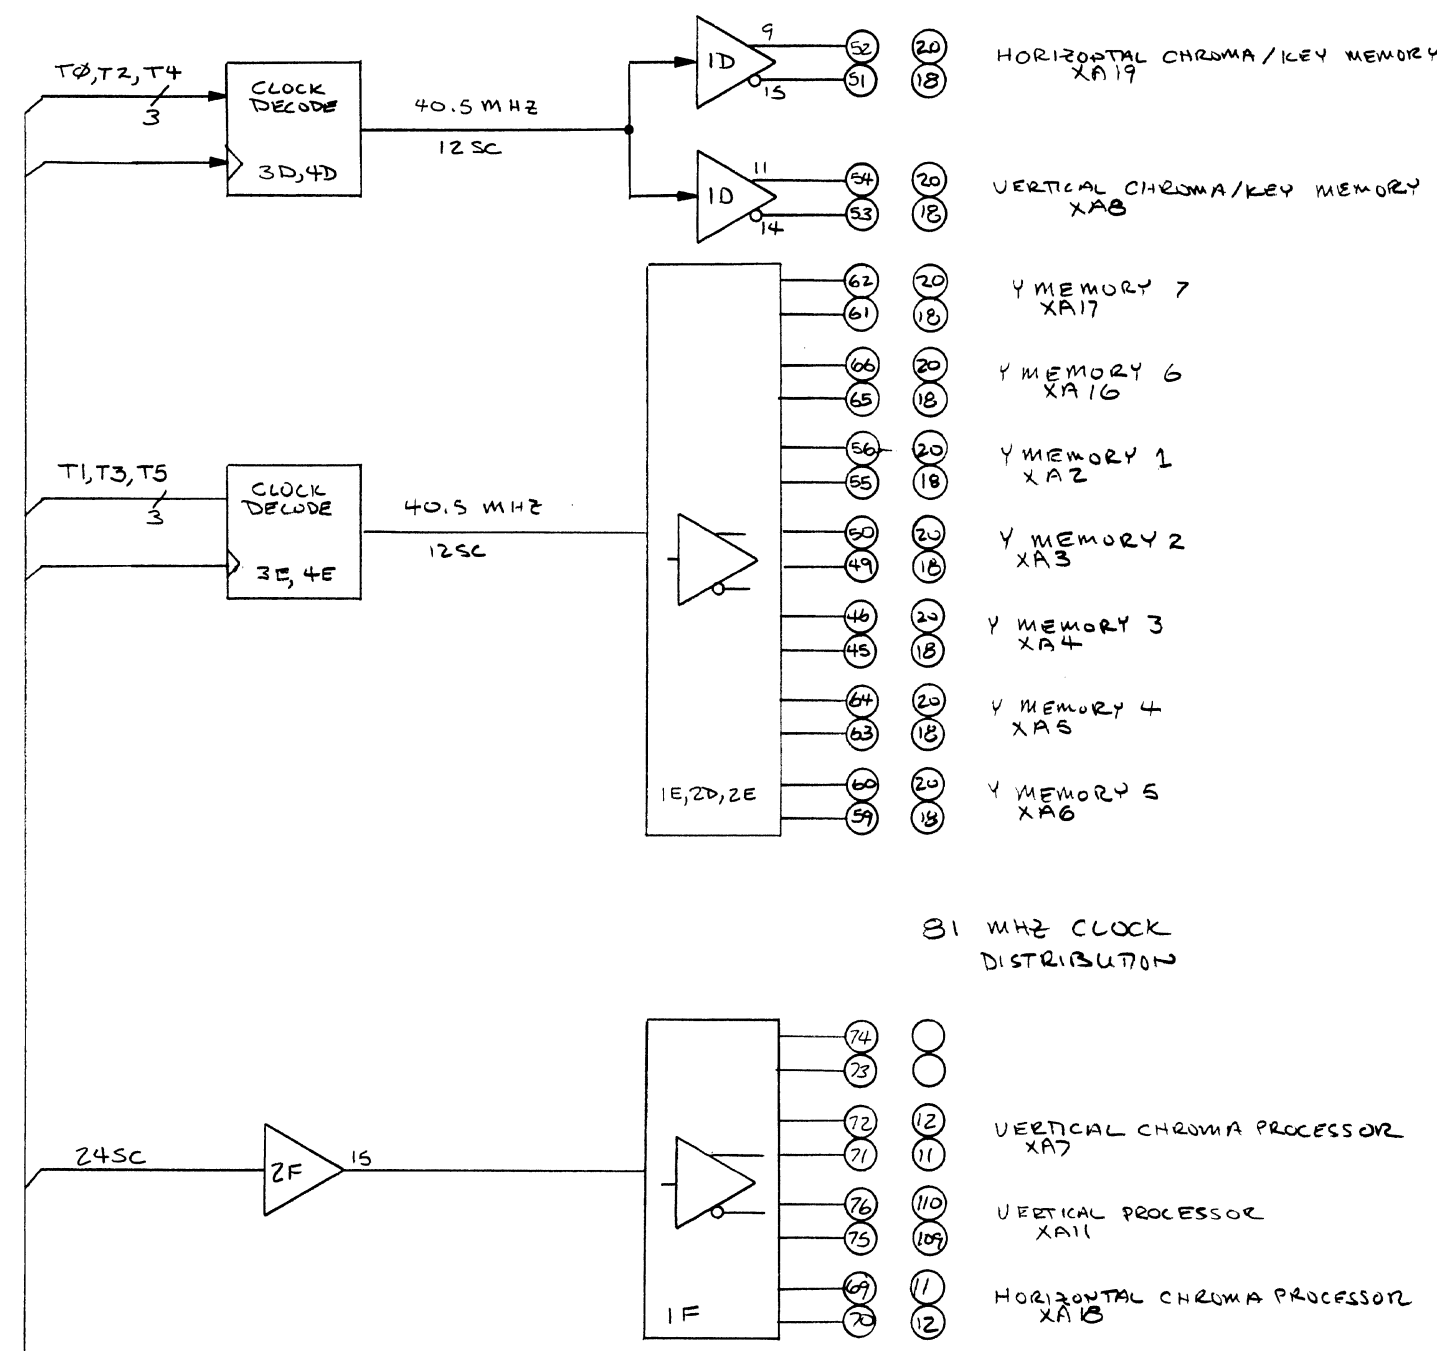 TØ,T2,T4
3
CLOCK
DECODE
3D,4D
40.5 MHZ
12SC
1D
9
15
52 20
51 18
HORIZONTAL CHROMA/KEY MEMORY
XA19
1D
11
14
54 20
53 18
VERTICAL CHROMA/KEY MEMORY
XA8
62 20
61 18
Y MEMORY 7
XA17
66 20
65 18
Y MEMORY 6
XA16
56 20
55 18
Y MEMORY 1
XA2
T1,T3,T5
3
CLOCK
DECODE
3E, 4E
40.5 MHZ
12SC
50 20
49 18
Y MEMORY 2
XA3
46 20
45 18
Y MEMORY 3
XA4
64 20
63 18
Y MEMORY 4
XA5
60 20
59 18
Y MEMORY 5
XA6
1E,2D,2E
81 MHZ CLOCK
DISTRIBUTION
74
73
72 12
71 11
VERTICAL CHROMA PROCESSOR
XA7
24SC
2F
15
76 110
75 109
VERTICAL PROCESSOR
XA11
69 11
70 12
HORIZONTAL CHROMA PROCESSOR
XA18
1F